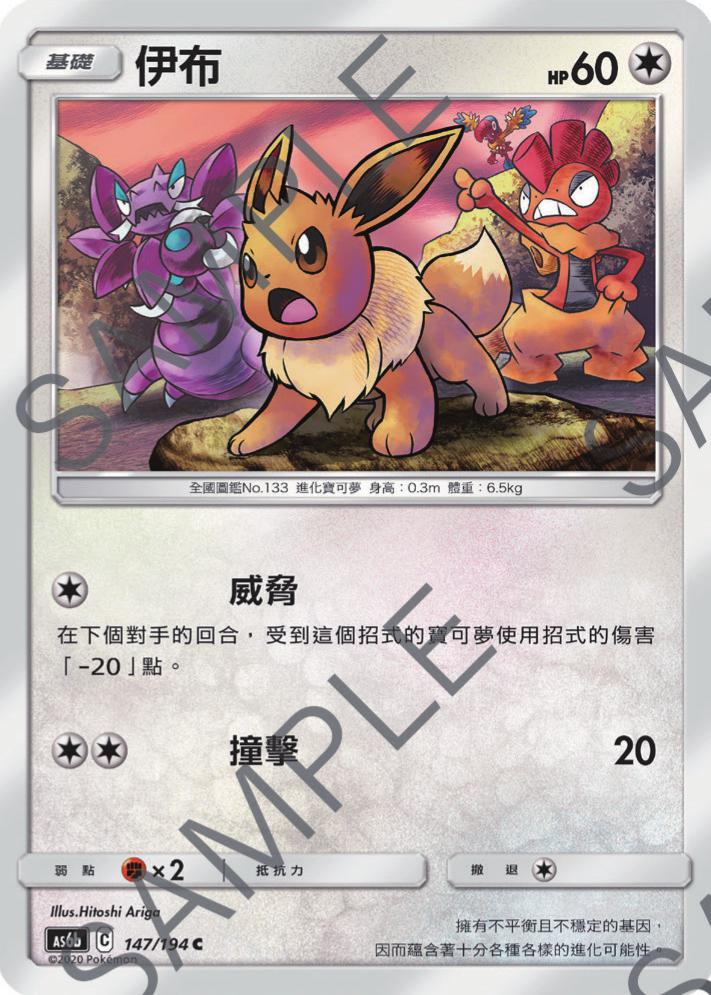 基礎 伊布 HP60
全國圖鑑No.133 進化寶可夢 身高：0.3m 體重：6.5kg
威脅
在下個對手的回合，受到這個招式的寶可夢使用招式的傷害
「-20」點。
撞擊 20
弱點 ×2 抵抗力 撤退
Illus.Hitoshi Ariga
擁有不平衡且不穩定的基因，
AS6b C 147/194 C
因而蘊含著十分各種各樣的進化可能性。
©2020 Pokémon
SAMPLE
SAMPLE
SA